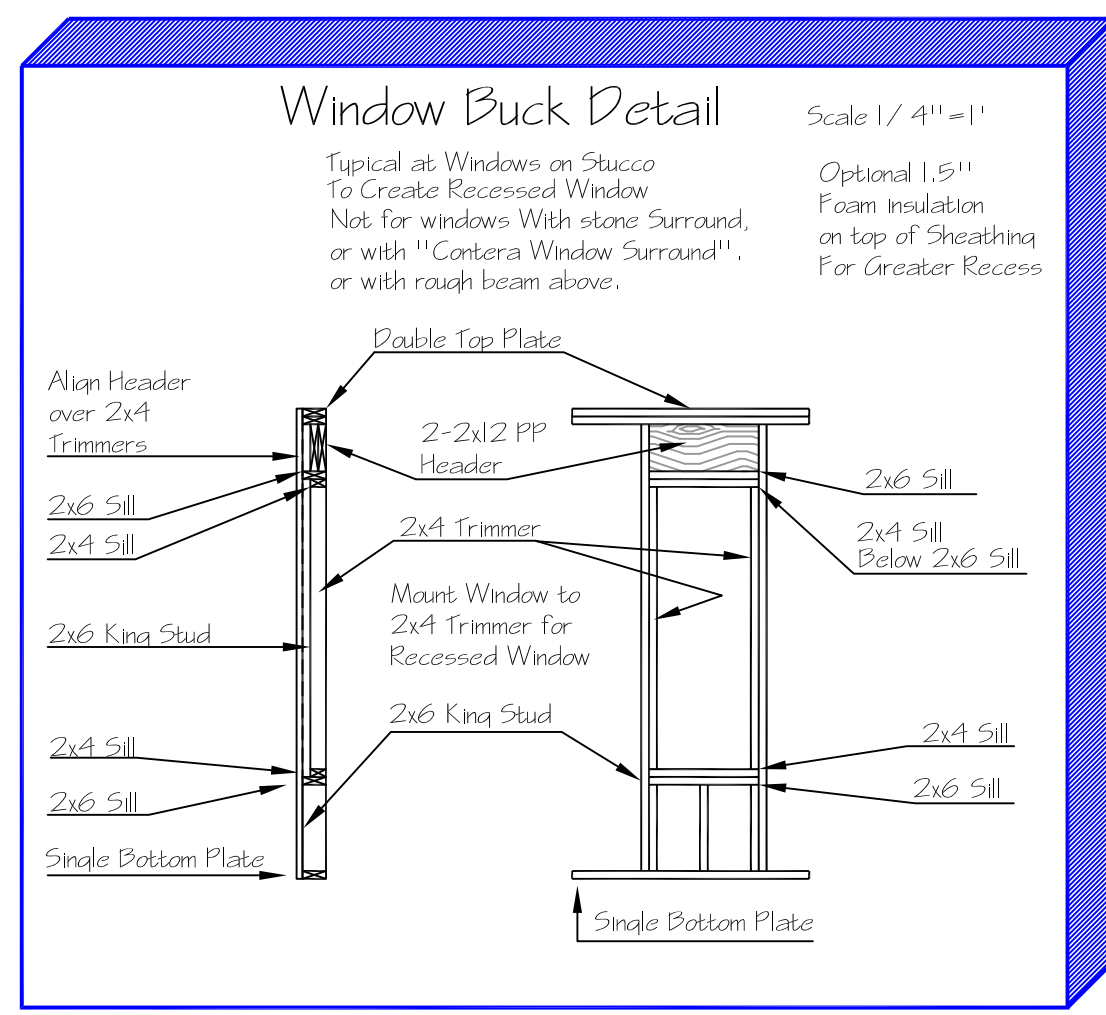 Window Buck Detail
Scale 1/4"=1'
Typical at Windows on Stucco
To Create Recessed Window
Not for windows With stone Surround,
or with "Contera Window Surround".
or with rough beam above.
Optional 1.5"
Foam insulation
on top of Sheathing
For Greater Recess
Double Top Plate
Align Header
over 2x4
Trimmers
2-2x12 PP
Header
2x6 Sill
2x6 Sill
2x4 Sill
2x4 Trimmer
2x4 Sill
Below 2x6 Sill
Mount Window to
2x4 Trimmer for
Recessed Window
2x6 King Stud
2x6 King Stud
2x4 Sill
2x4 Sill
2x6 Sill
2x6 Sill
Single Bottom Plate
Single Bottom Plate